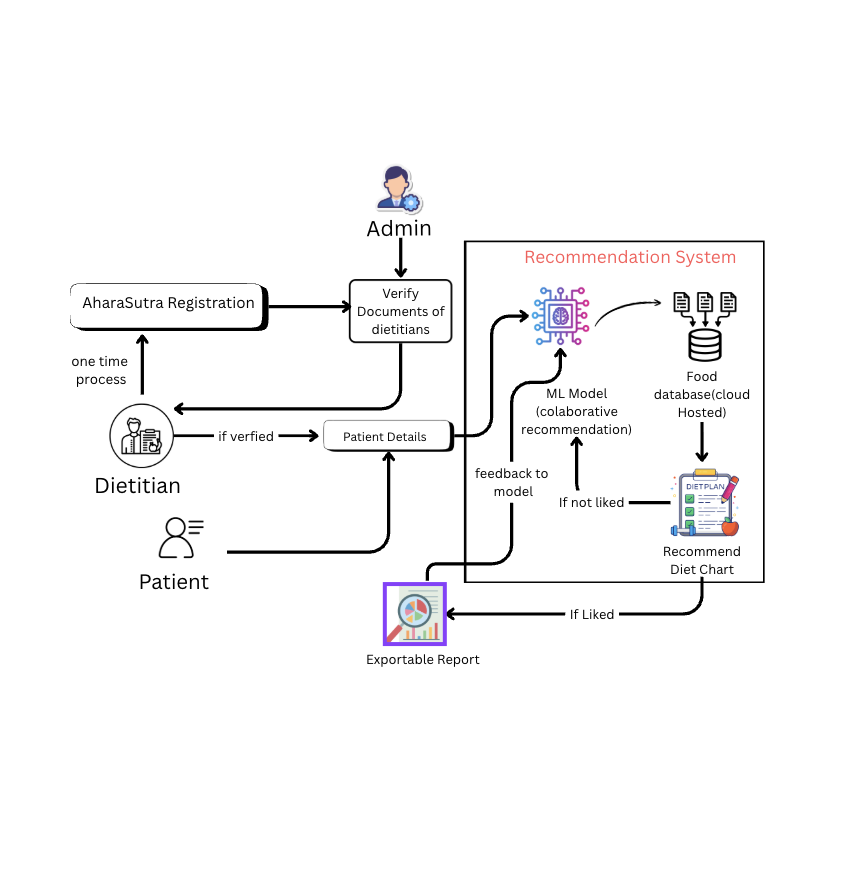 Admin
Recommendation System
AharaSutra Registration
Verify
Documents of
dietitians
one time
process
Food
database(cloud
Hosted)
ML Model
(colaborative
recommendation)
if verfied
Patient Details
Dietitian
feedback to
model
DIET PLAN
If not liked
Recommend
Diet Chart
Patient
If Liked
Exportable Report